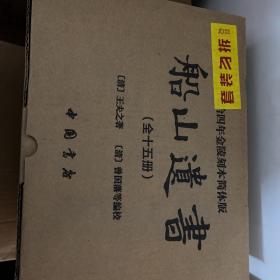 治四年金陵刻本简体版
船山遺書
（全十五册）
〔清〕王夫之著
〔清〕曾国藩等编校
中国书店